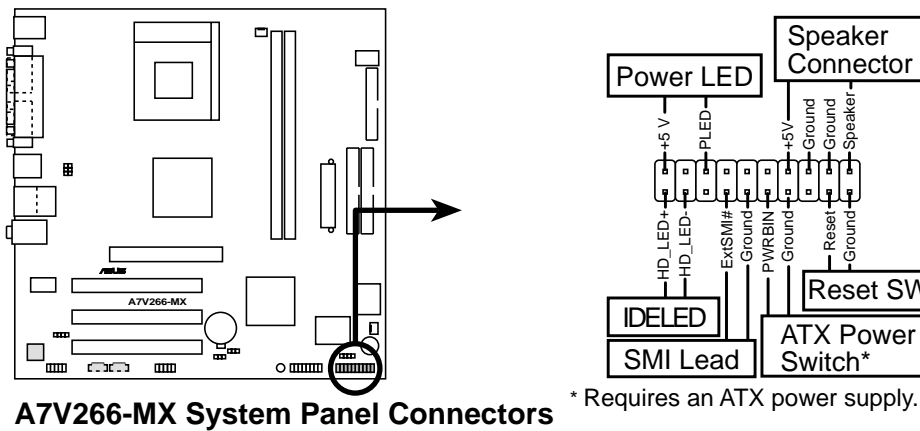 ASUS
A7V266-MX
A7V266-MX System Panel Connectors
Power LED
Speaker
Connector
+5 V
PLED
+5V
Ground
Ground
Speaker
HD_LED+
HD_LED-
ExtSMI#
Ground
PWRBIN
Ground
Reset
Ground
IDELED
Reset SW
SMI Lead
ATX Power
Switch*
* Requires an ATX power supply.